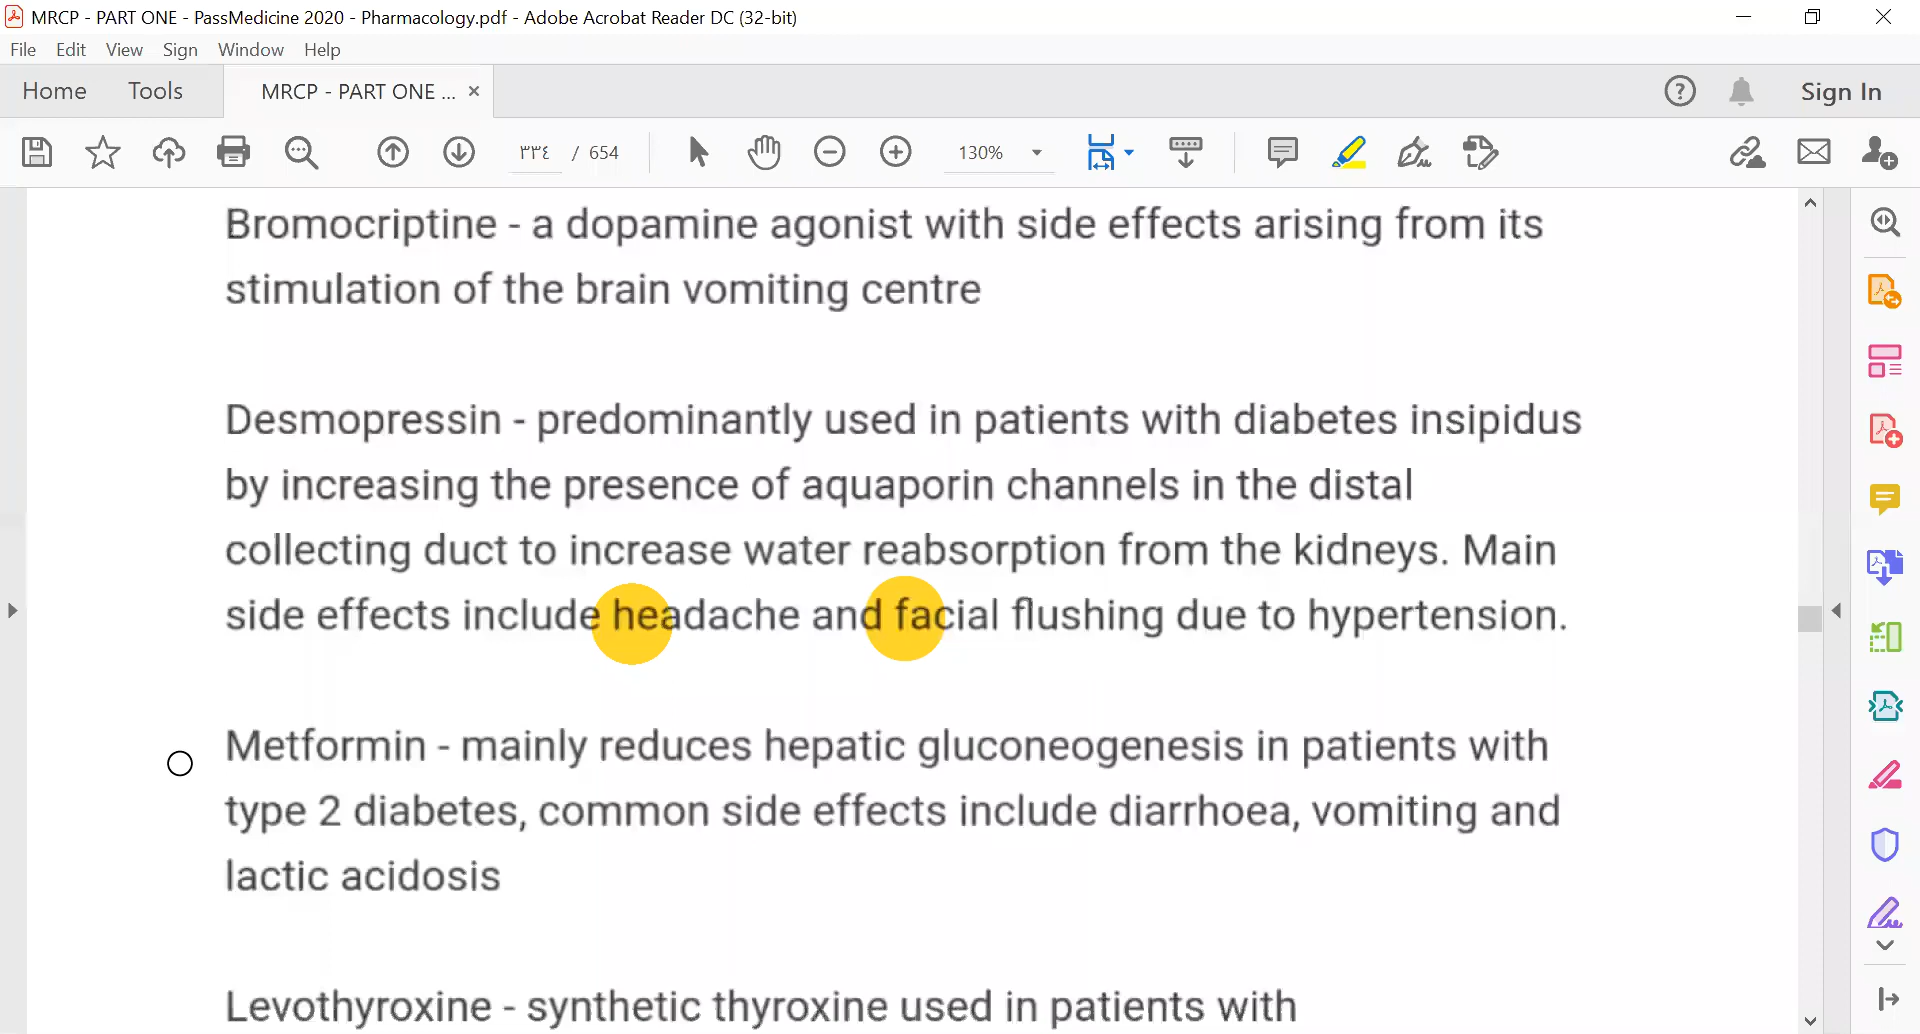 MRCP - PART ONE - PassMedicine 2020 - Pharmacology.pdf - Adobe Acrobat Reader DC (32-bit)
File Edit View Sign Window Help
Home Tools MRCP - PART ONE ... × Sign In
٣٣٤ / 654 130%
Bromocriptine - a dopamine agonist with side effects arising from its
stimulation of the brain vomiting centre
Desmopressin - predominantly used in patients with diabetes insipidus
by increasing the presence of aquaporin channels in the distal
collecting duct to increase water reabsorption from the kidneys. Main
side effects include headache and facial flushing due to hypertension.
Metformin - mainly reduces hepatic gluconeogenesis in patients with
type 2 diabetes, common side effects include diarrhoea, vomiting and
lactic acidosis
Levothyroxine - synthetic thyroxine used in patients with